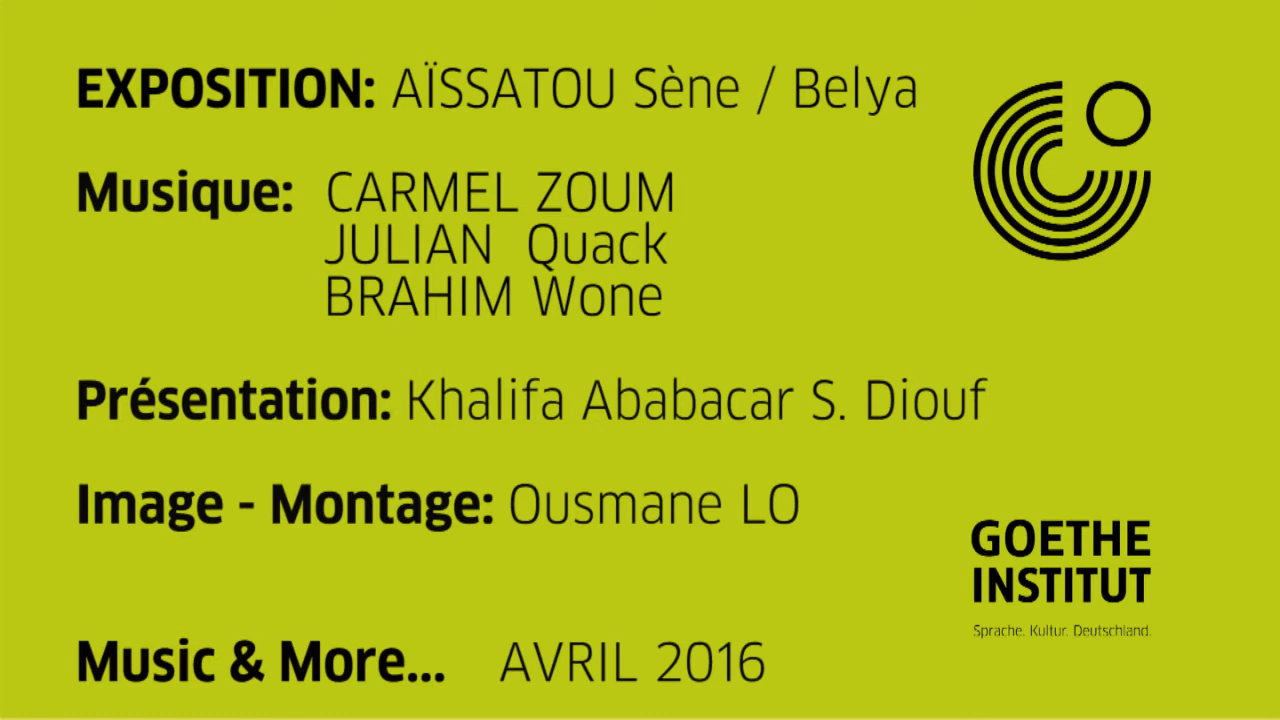 EXPOSITION: AÏSSATOU Sène / Belya
Musique: CARMEL ZOUM
JULIAN Quack
BRAHIM Wone
Présentation: Khalifa Ababacar S. Diouf
Image - Montage: Ousmane LO
GOETHE
INSTITUT
Sprache. Kultur. Deutschland.
Music & More... AVRIL 2016